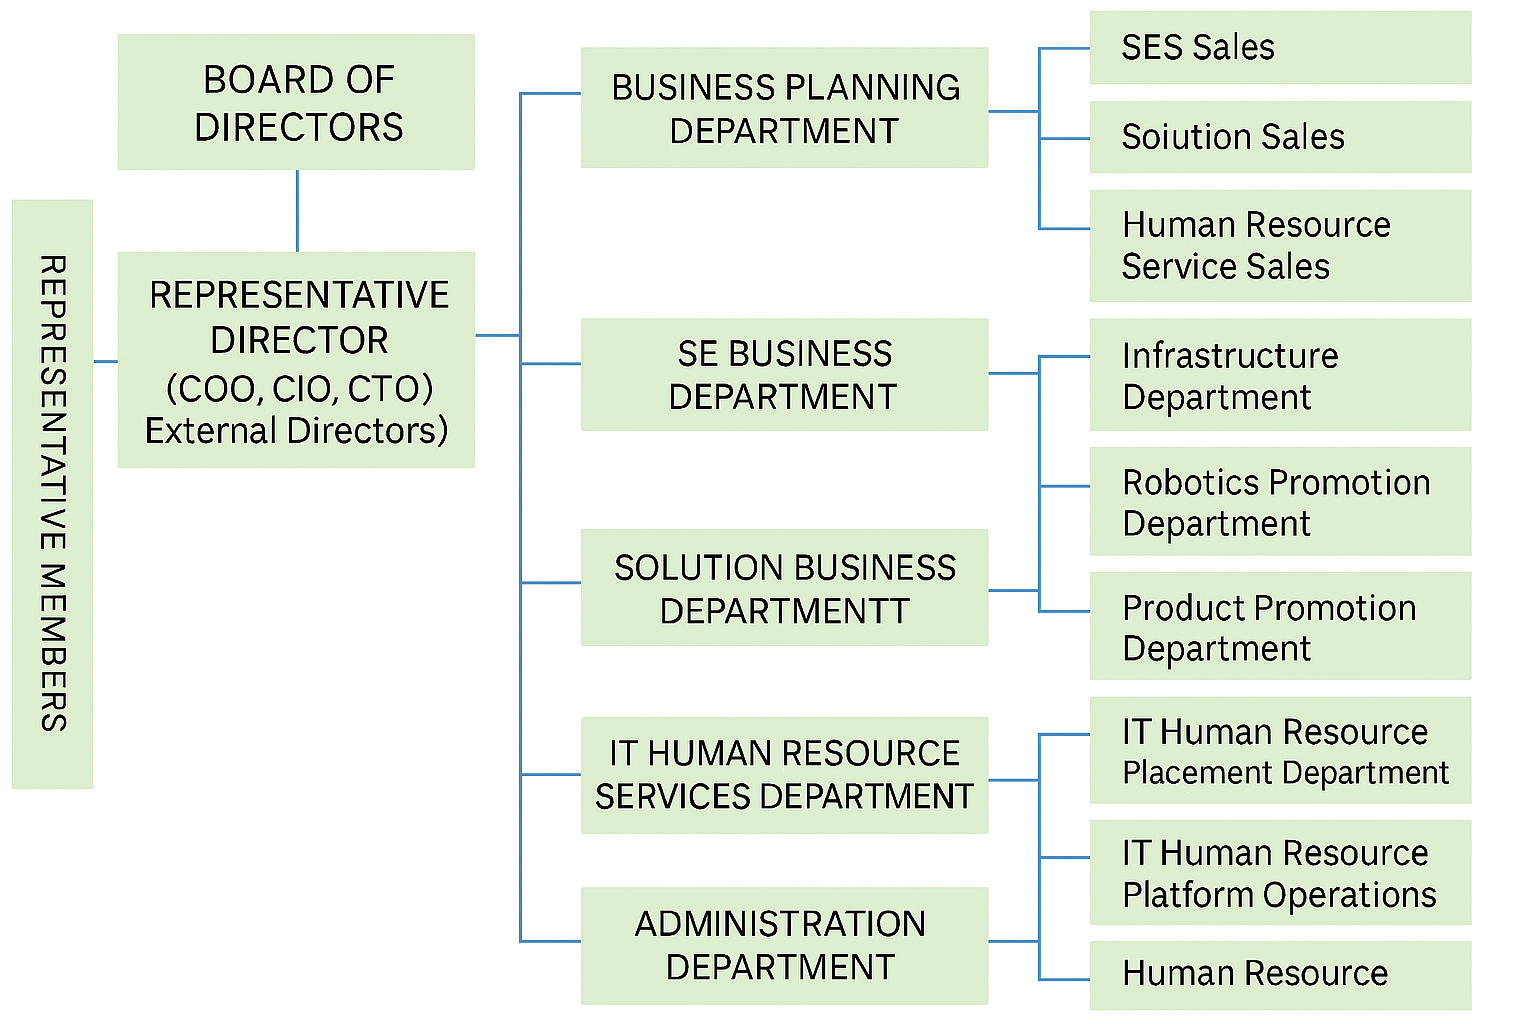 BOARD OF
DIRECTORS
REPRESENTATIVE MEMBERS
REPRESENTATIVE
DIRECTOR
(COO, CIO, CTO)
External Directors)
BUSINESS PLANNING
DEPARTMENT
SE BUSINESS
DEPARTMENT
SOLUTION BUSINESS
DEPARTMENTT
IT HUMAN RESOURCE
SERVICES DEPARTMENT
ADMINISTRATION
DEPARTMENT
SES Sales
Soiution Sales
Human Resource
Service Sales
Infrastructure
Department
Robotics Promotion
Department
Product Promotion
Department
IT Human Resource
Placement Department
IT Human Resource
Platform Operations
Human Resource